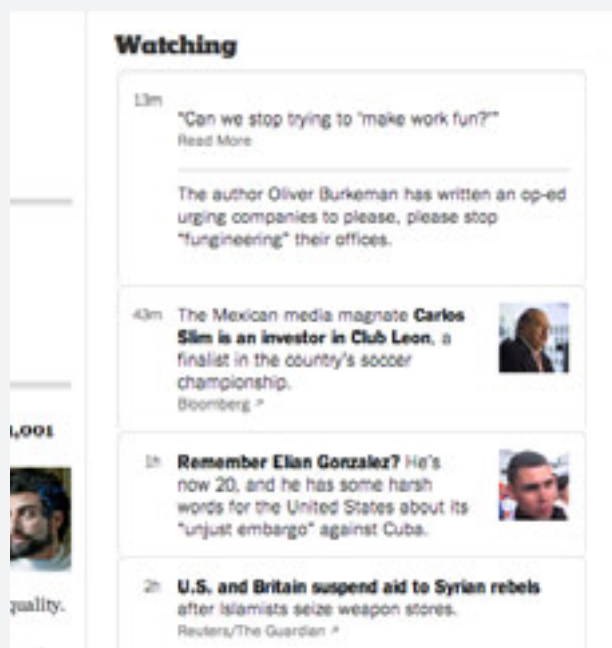 Watching
13m
"Can we stop trying to 'make work fun?'"
Read More
The author Oliver Burkeman has written an op-ed
urging companies to please, please stop
"fungineering" their offices.
43m
The Mexican media magnate Carlos
Slim is an investor in Club Leon, a
finalist in the country's soccer
championship.
Bloomberg ↗
1,001
1h
Remember Elian Gonzalez? He's
now 20, and he has some harsh
words for the United States about its
"unjust embargo" against Cuba.
2h
U.S. and Britain suspend aid to Syrian rebels
after Islamists seize weapon stores.
Reuters/The Guardian ↗
quality.